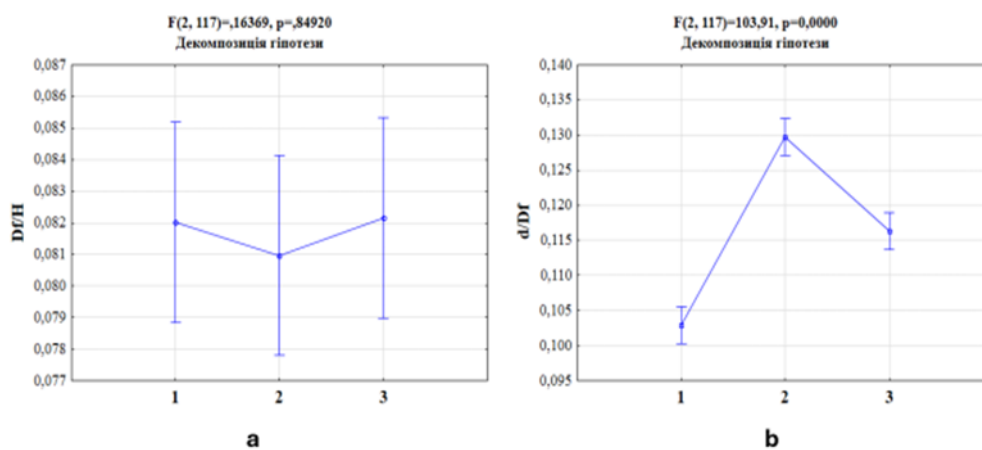 F(2, 117)=,16369, p=,84920
Декомпозиція гіпотези
0,087
0,086
0,085
0,084
0,083
0,082
0,081
0,080
0,079
0,078
0,077
Df/H
1 2 3
a
F(2, 117)=103,91, p=0,0000
Декомпозиція гіпотези
0,140
0,135
0,130
0,125
0,120
0,115
0,110
0,105
0,100
0,095
d/Df
1 2 3
b